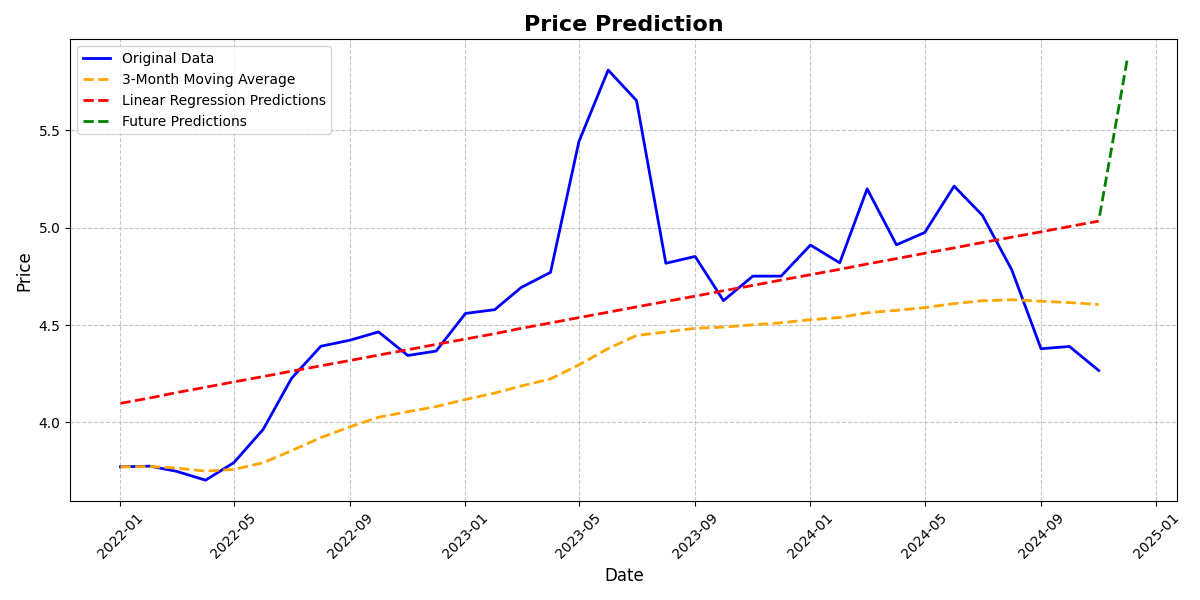 Price Prediction
Original Data
3-Month Moving Average
Linear Regression Predictions
Future Predictions
Price
5.5
5.0
4.5
4.0
2022-01
2022-05
2022-09
2023-01
2023-05
2023-09
2024-01
2024-05
2024-09
2025-01
Date